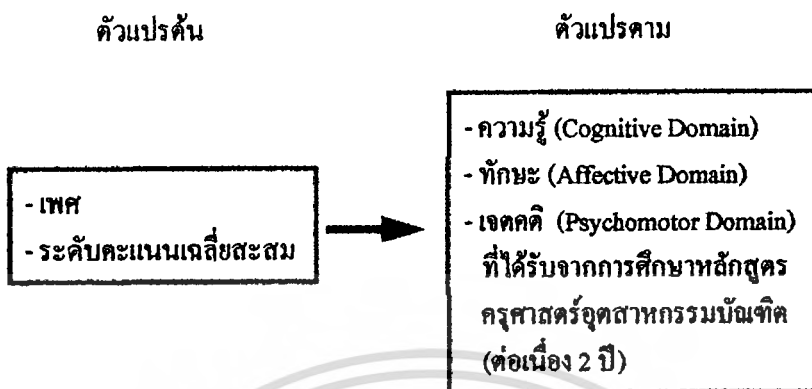 ตัวแปรต้น
ตัวแปรตาม
- เพศ
- ระดับคะแนนเฉลี่ยสะสม
- ความรู้ (Cognitive Domain)
- ทักษะ (Affective Domain)
- เจตคติ (Psychomotor Domain)
ที่ได้รับจากการศึกษาหลักสูตร
ครุศาสตร์อุตสาหกรรมบัณฑิต
(ต่อเนื่อง 2 ปี)